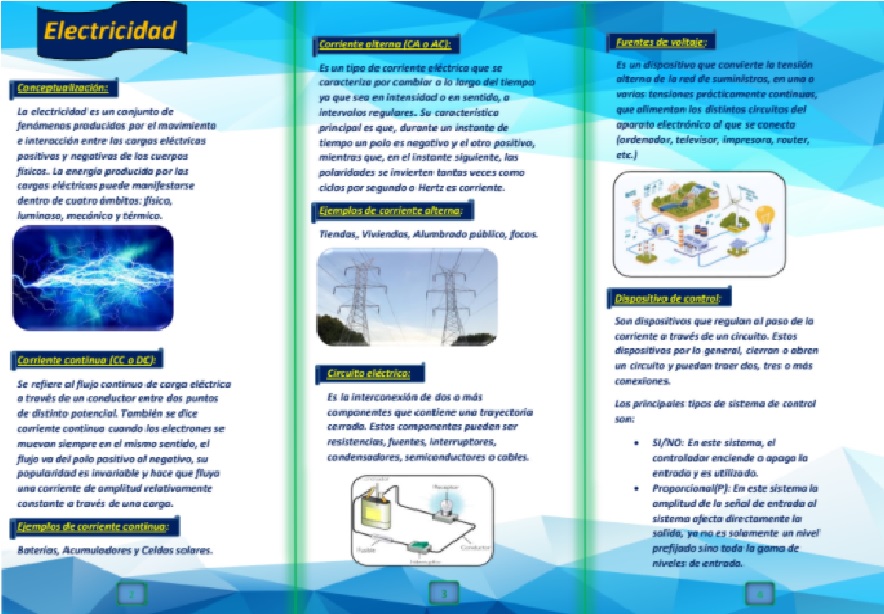 Electricidad
Conceptualización:
La electricidad es un conjunto de
fenómenos producidos por el movimiento
e interacción entre las cargas eléctricas
positivas y negativas de los cuerpos
físicos. La energía producida por las
cargas eléctricas puede manifestarse
dentro de cuatro ámbitos: física,
luminosa, mecánica y térmica.
Corriente continua (CC o DC):
Se refiere al flujo continuo de carga eléctrica
a través de un conductor entre dos puntos
de distinto potencial. También se dice
corriente continua cuando los electrones se
muevan siempre en el mismo sentido, el
flujo va del polo positivo al negativo, su
popularidad es invariable y hace que fluya
una corriente de amplitud relativamente
constante a través de una carga.
Ejemplos de corriente continua:
Baterías, Acumuladores y Celdas solares.
Corriente alterna (CA o AC):
Es un tipo de corriente eléctrica que se
caracteriza por cambiar a lo largo del tiempo
ya que sea en intensidad o en sentido, a
intervalos regulares. Su característica
principal es que, durante un instante de
tiempo un polo es negativo y el otro positivo,
mientras que, en el instante siguiente, las
polaridades se invierten tantas veces como
ciclos por segundo o Hertz es corriente.
Ejemplos de corriente alterna:
Tiendas, Viviendas, Alumbrado público, focos.
Circuito eléctrico:
Es la interconexión de dos o más
componentes que contiene una trayectoria
cerrada. Estos componentes pueden ser
resistencias, fuentes, interruptores,
condensadores, semiconductores o cables.
Generador
Receptor
Fusible
Interruptor
Conductor
3
Fuentes de voltaje:
Es un dispositivo que convierte la tensión
alterna de la red de suministros, en una o
varias tensiones prácticamente continuas,
que alimentan los distintos circuitos del
aparato electrónico al que se conecta
(ordenador, televisor, impresora, router,
etc.)
Dispositivo de control:
Son dispositivos que regulan al paso de la
corriente a través de un circuito. Estos
dispositivos por lo general, cierran o abren
un circuito y puedan traer dos, tres o más
conexiones.
Los principales tipos de sistema de control
son:
• SI/NO: En este sistema, el
controlador enciende o apaga la
entrada y es utilizado.
• Proporcional(P): En este sistema la
amplitud de la señal de entrada al
sistema afecta directamente la
salida, ya no es solamente un nivel
prefijado sino toda la gama de
niveles de entrada.